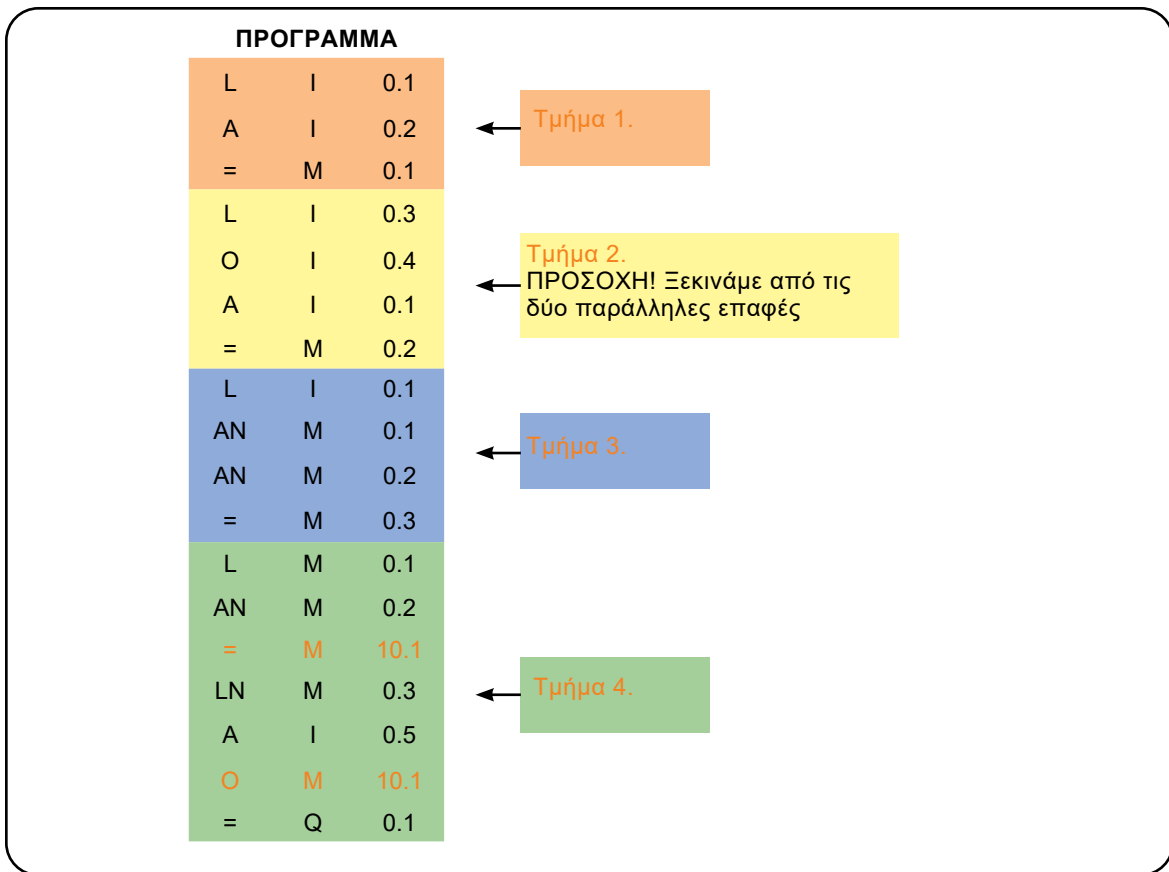 ΠΡΟΓΡΑΜΜΑ
L I 0.1
A I 0.2
= M 0.1
Τμήμα 1.
L I 0.3
O I 0.4
A I 0.1
= M 0.2
Τμήμα 2.
ΠΡΟΣΟΧΗ! Ξεκινάμε από τις
δύο παράλληλες επαφές
L I 0.1
AN M 0.1
AN M 0.2
= M 0.3
Τμήμα 3.
L M 0.1
AN M 0.2
= M 10.1
LN M 0.3
A I 0.5
O M 10.1
= Q 0.1
Τμήμα 4.